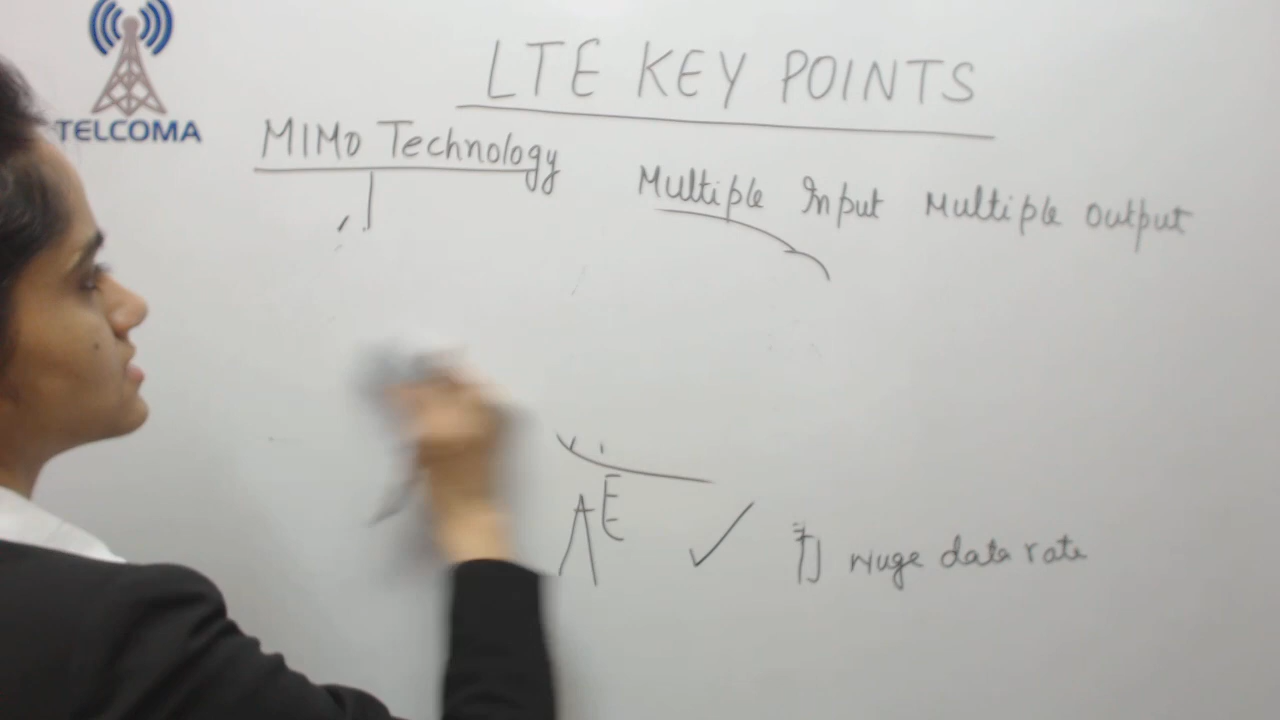 TELCOMA
LTE KEY POINTS
MIMO Technology
Multiple Input Multiple Output
Huge data rate